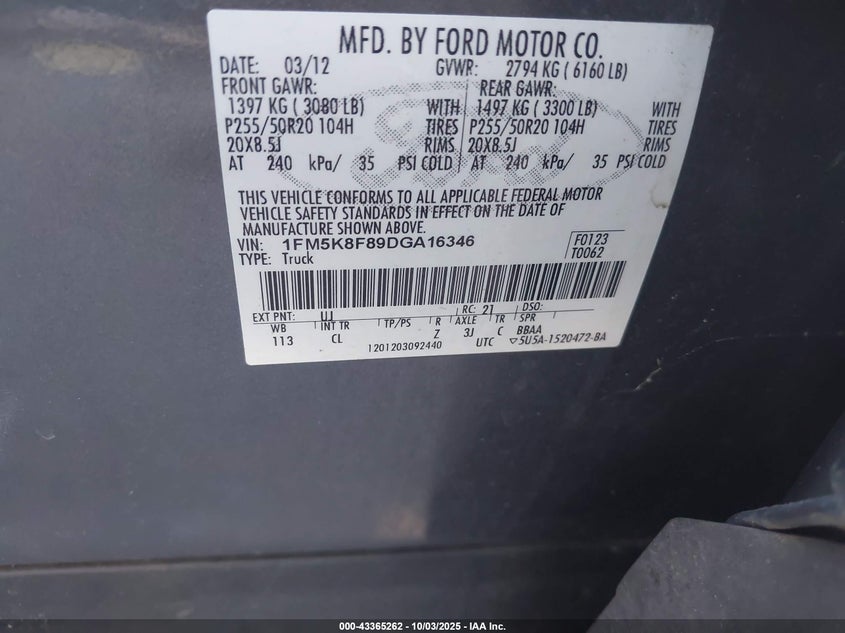 MFD. BY FORD MOTOR CO.
DATE: 03/12 GVWR: 2794 KG ( 6160 LB)
FRONT GAWR: REAR GAWR:
1397 KG ( 3080 LB) WITH 1497 KG ( 3300 LB) WITH
P255/50R20 104H TIRES P255/50R20 104H TIRES
20X8.5J RIMS 20X8.5J RIMS
AT 240 kPa/ 35 PSI COLD AT 240 kPa/ 35 PSI COLD
Ford
THIS VEHICLE CONFORMS TO ALL APPLICABLE FEDERAL MOTOR
VEHICLE SAFETY STANDARDS IN EFFECT ON THE DATE OF
MANUFACTURE SHOWN ABOVE.
VIN: 1FM5K8F89DGA16346 F0123
TYPE: Truck T0062
EXT PNT: UJ RC: 21 DSO:
WB INT TR TP/PS R AXLE TR SPR
113 CL Z 3J C BBAA
1201203092440 UTC ▽5U5A-1520472-BA
000-43365262 - 10/03/2025 - IAA Inc.